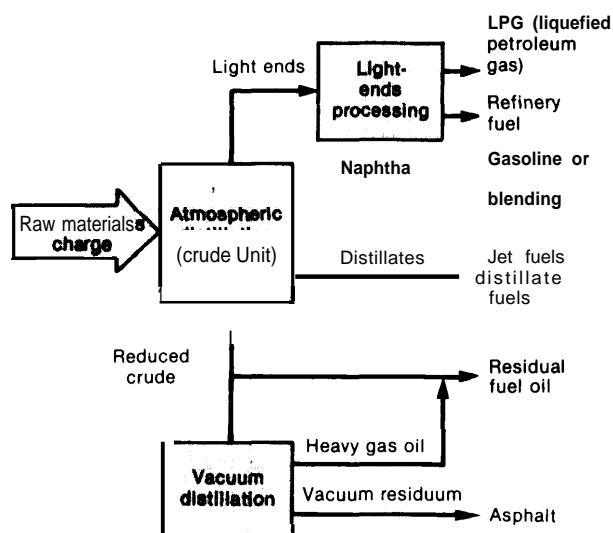 LPG (liquefied
petroleum
gas)
Light ends
Light-
ends
processing
Refinery
fuel
Naphtha
Gasoline or
blending
Raw materials
charge
Atmospheric
(crude Unit)
Distillates
Jet fuels
distillate
fuels
Reduced
crude
Residual
fuel oil
Heavy gas oil
Vacuum
distillation
Vacuum residuum
Asphalt